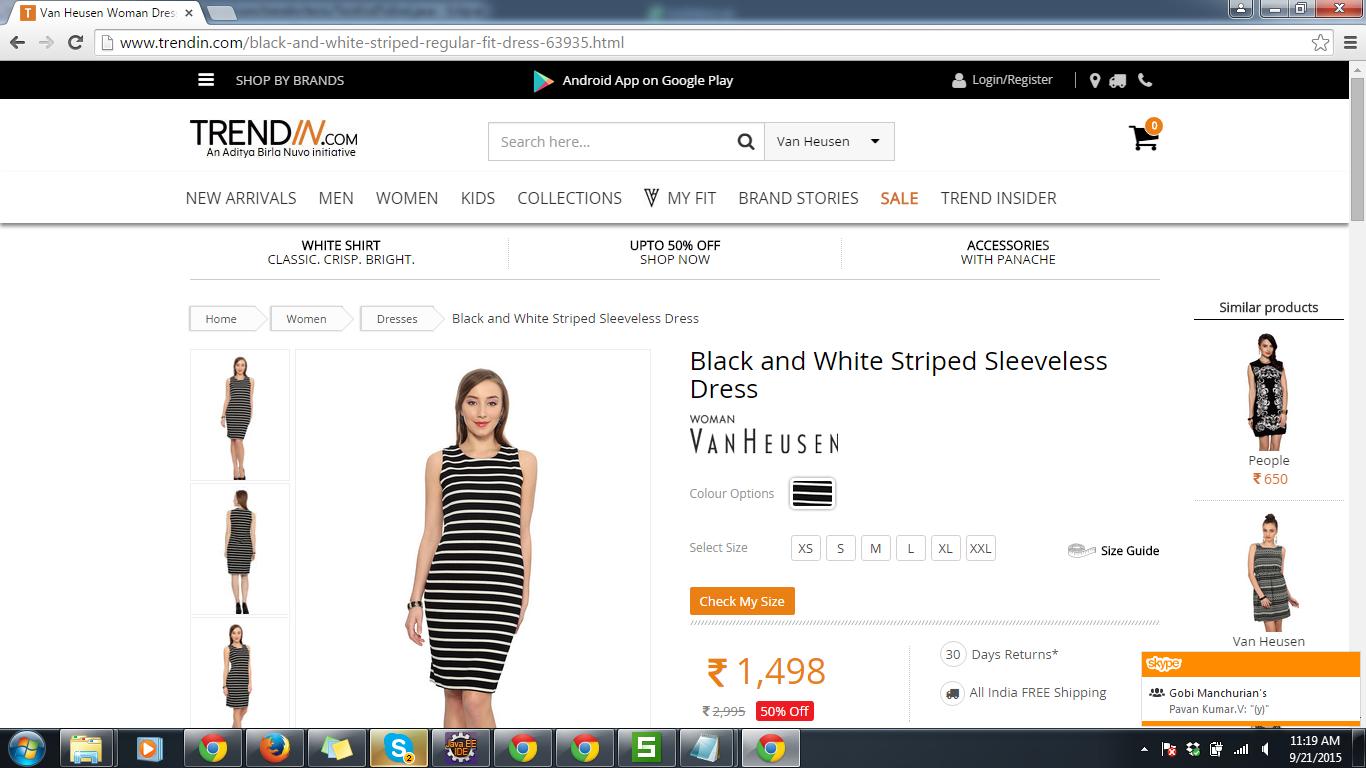 Van Heusen Woman Dres
www.trendin.com/black-and-white-striped-regular-fit-dress-63935.html
SHOP BY BRANDS
Android App on Google Play
Login/Register
TRENDIN.COM
An Aditya Birla Nuvo initiative
Search here...
Van Heusen
0
NEW ARRIVALS MEN WOMEN KIDS COLLECTIONS MY FIT BRAND STORIES SALE TREND INSIDER
WHITE SHIRT
CLASSIC. CRISP. BRIGHT.
UPTO 50% OFF
SHOP NOW
ACCESSORIES
WITH PANACHE
Home Women Dresses Black and White Striped Sleeveless Dress
Black and White Striped Sleeveless
Dress
WOMAN
VANHEUSEN
Colour Options
Select Size XS S M L XL XXL
Size Guide
Check My Size
₹ 1,498
₹ 2,995 50% Off
30 Days Returns*
All India FREE Shipping
Similar products
People
₹ 650
Van Heusen
skype
Gobi Manchurian's
Pavan Kumar.V: "(y)"
T
S
2
Java EE
IDE
S
11:19 AM
9/21/2015